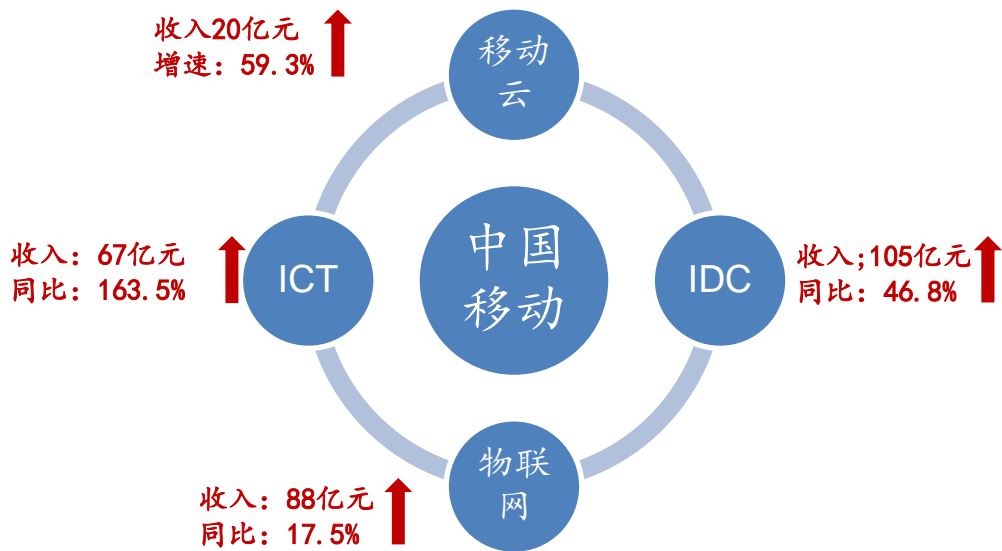 收入20亿元
增速：59.3%
移动
云
收入：67亿元
同比：163.5%
ICT
中国
移动
IDC
收入;105亿元
同比：46.8%
物联
网
收入：88亿元
同比：17.5%